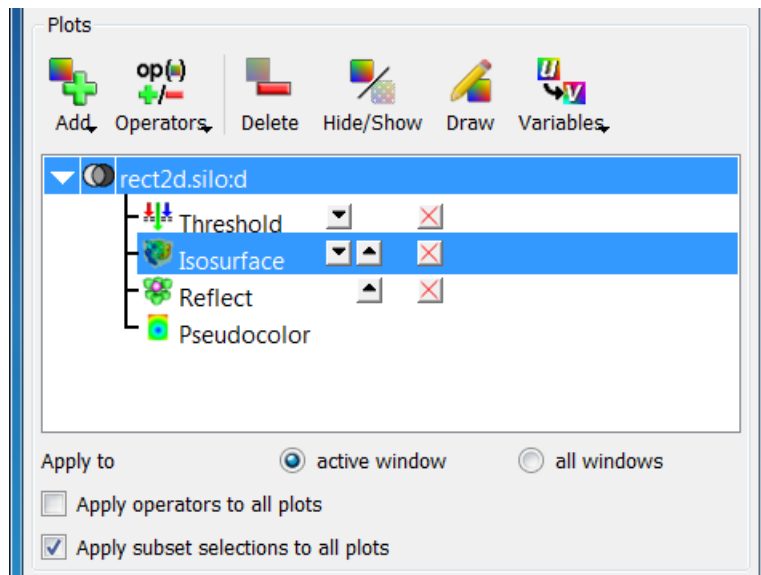 Plots
op( )
+/-
Add Operators Delete Hide/Show Draw Variables
u
v
rect2d.silo:d
Threshold
Isosurface
Reflect
Pseudocolor
Apply to active window all windows
Apply operators to all plots
Apply subset selections to all plots